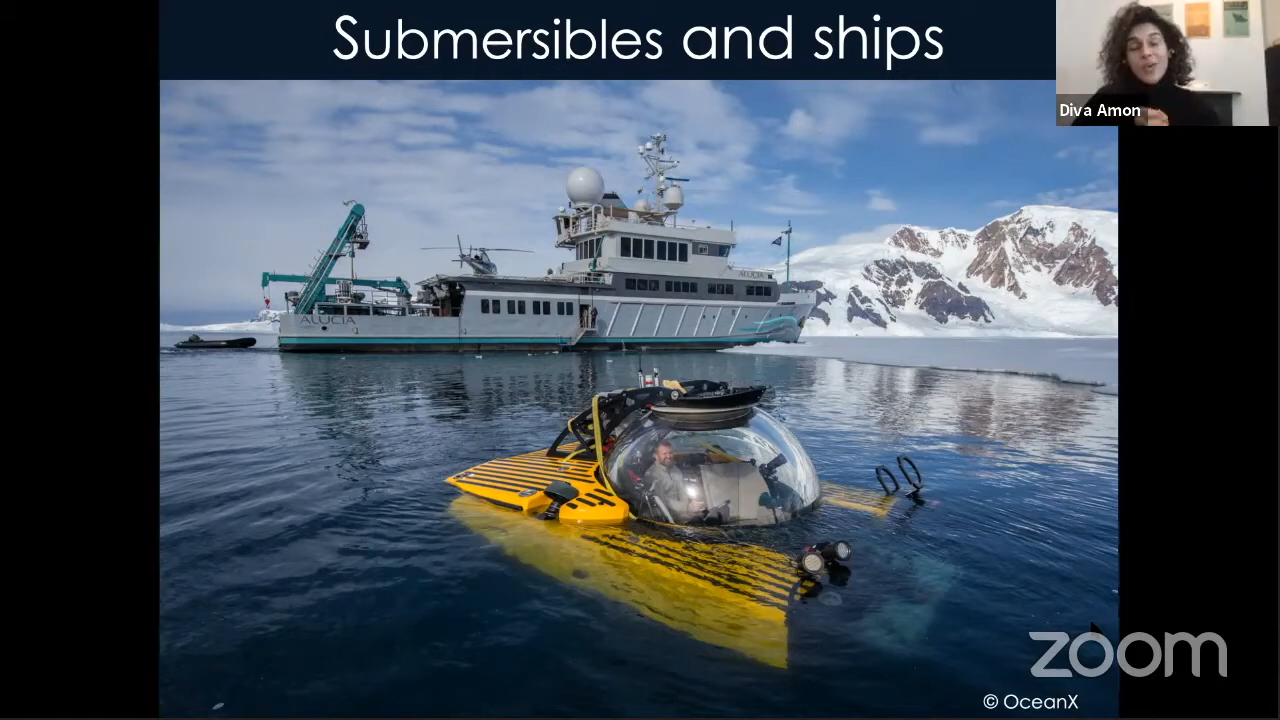 Submersibles and ships
Diva Amon
ALUCIA
ALUCIA
zoom
© OceanX